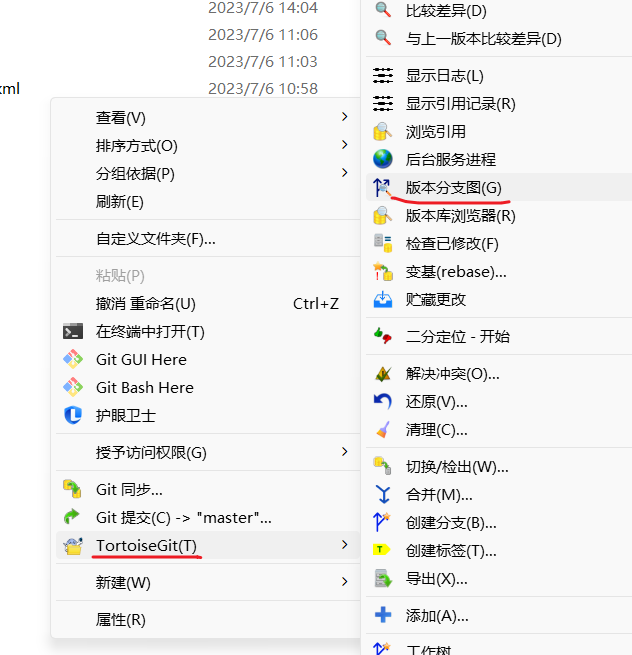 2023/7/6 14:04
2023/7/6 11:06
2023/7/6 11:03
xml
2023/7/6 10:58
查看(V)
排序方式(O)
分组依据(P)
刷新(E)
自定义文件夹(F)...
粘贴(P)
撤消 重命名(U) Ctrl+Z
在终端中打开(T)
Git GUI Here
Git Bash Here
护眼卫士
授予访问权限(G)
Git 同步...
Git 提交(C) -> "master"...
TortoiseGit(T)
新建(W)
属性(R)
比较差异(D)
与上一版本比较差异(D)
显示日志(L)
显示引用记录(R)
浏览引用
后台服务进程
版本分支图(G)
版本库浏览器(R)
检查已修改(F)
变基(rebase)...
贮藏更改
二分定位 - 开始
解决冲突(O)...
还原(V)...
清理(C)...
切换/检出(W)...
合并(M)...
创建分支(B)...
T
创建标签(T)...
导出(X)...
添加(A)...
工作树